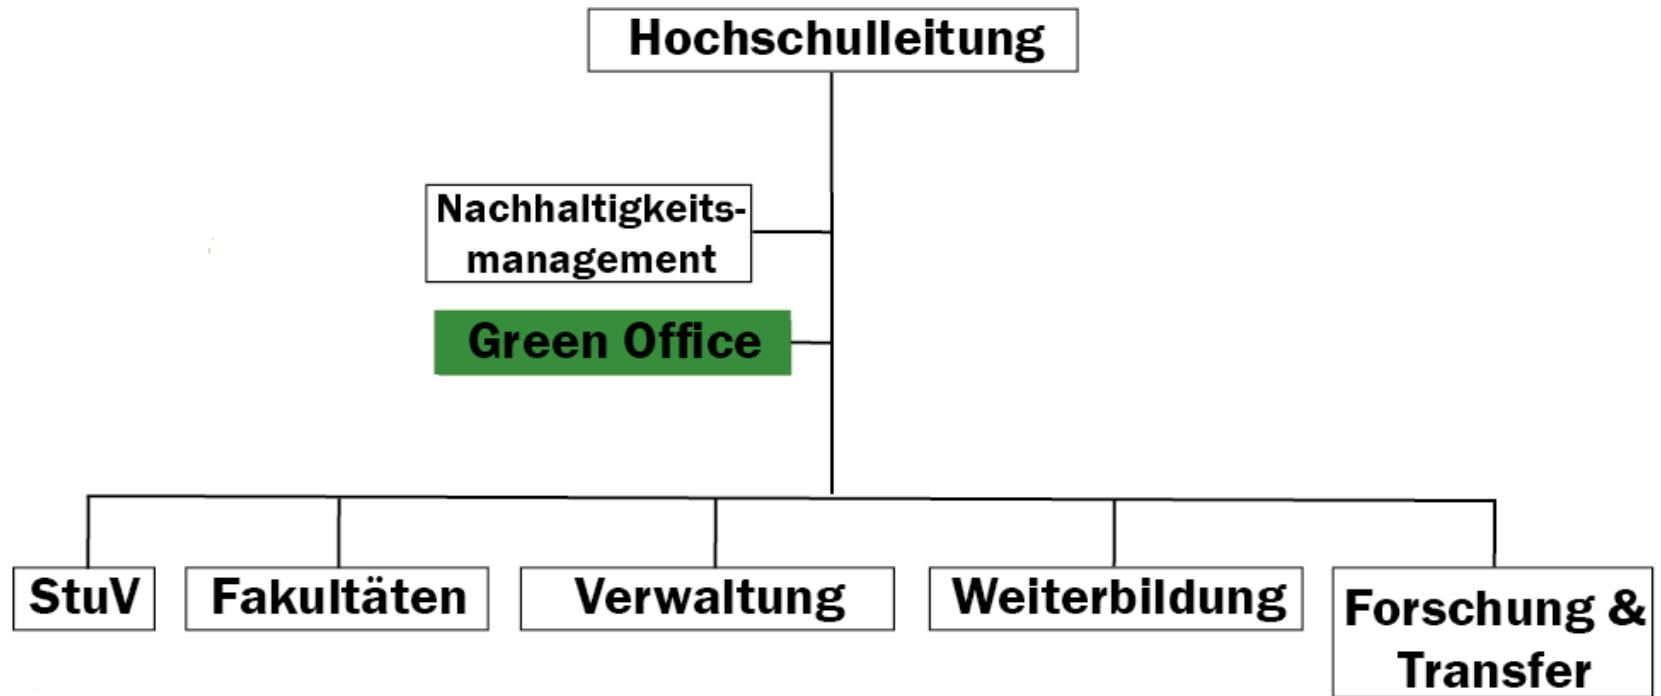 Hochschulleitung
Nachhaltigkeits-
management
Green Office
StuV
Fakultäten
Verwaltung
Weiterbildung
Forschung &
Transfer